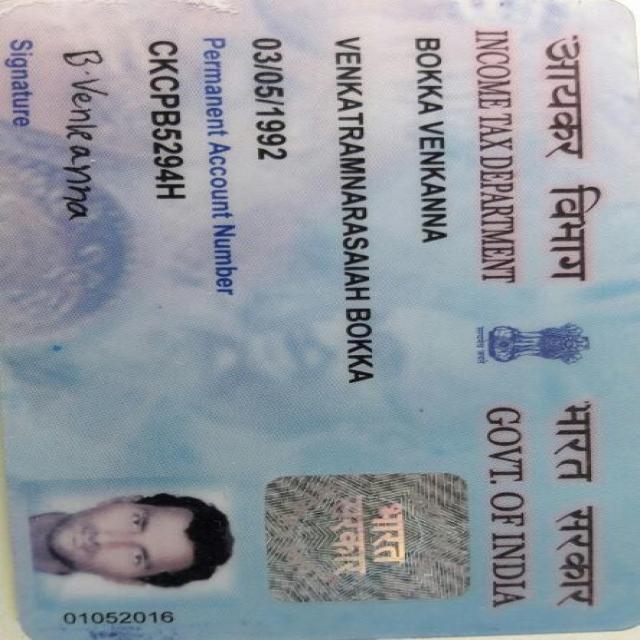 आयकर विभाग
INCOME TAX DEPARTMENT
भारत सरकार
GOVT. OF INDIA
BOKKA VENKANNA
VENKATRAMNARASAIAH BOKKA
03/05/1992
Permanent Account Number
CKCPB5294H
B.Venkanna
Signature
सत्यमेव जयते
भारत सरकार
01052016